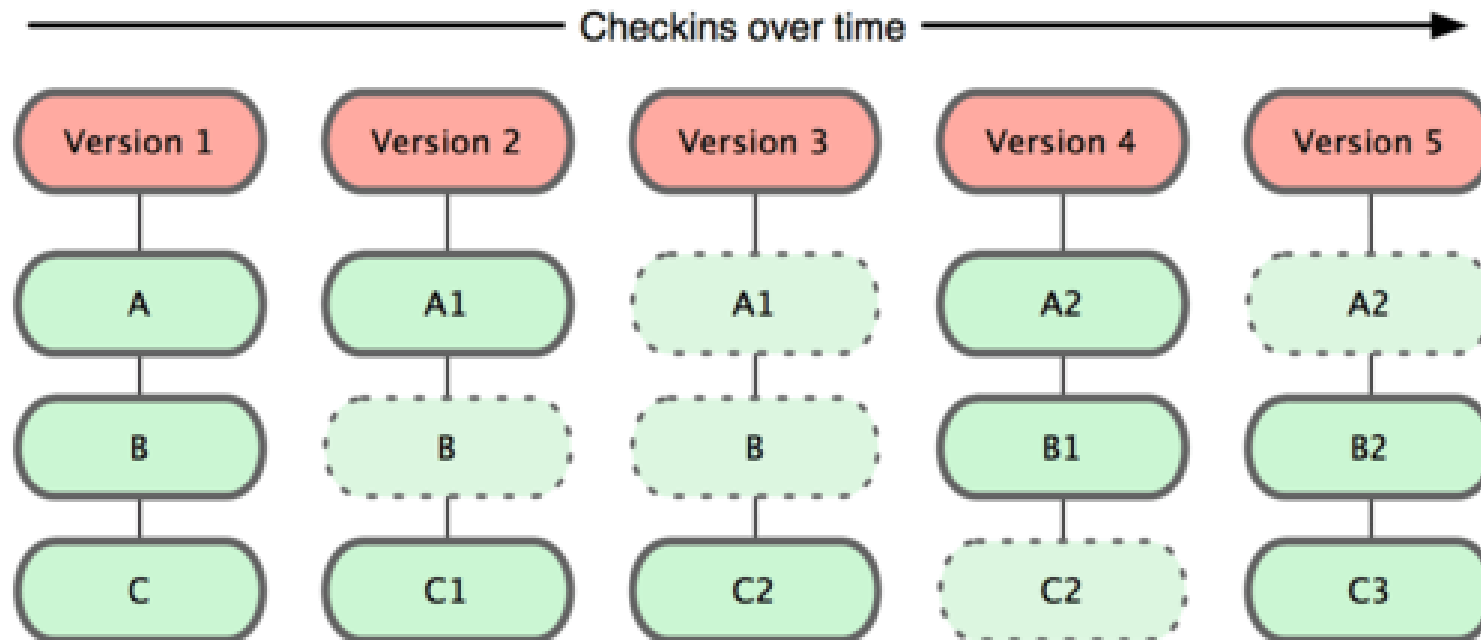 Checkins over time
Version 1 Version 2 Version 3 Version 4 Version 5
A A1 A1 A2 A2
B B B B1 B2
C C1 C2 C2 C3